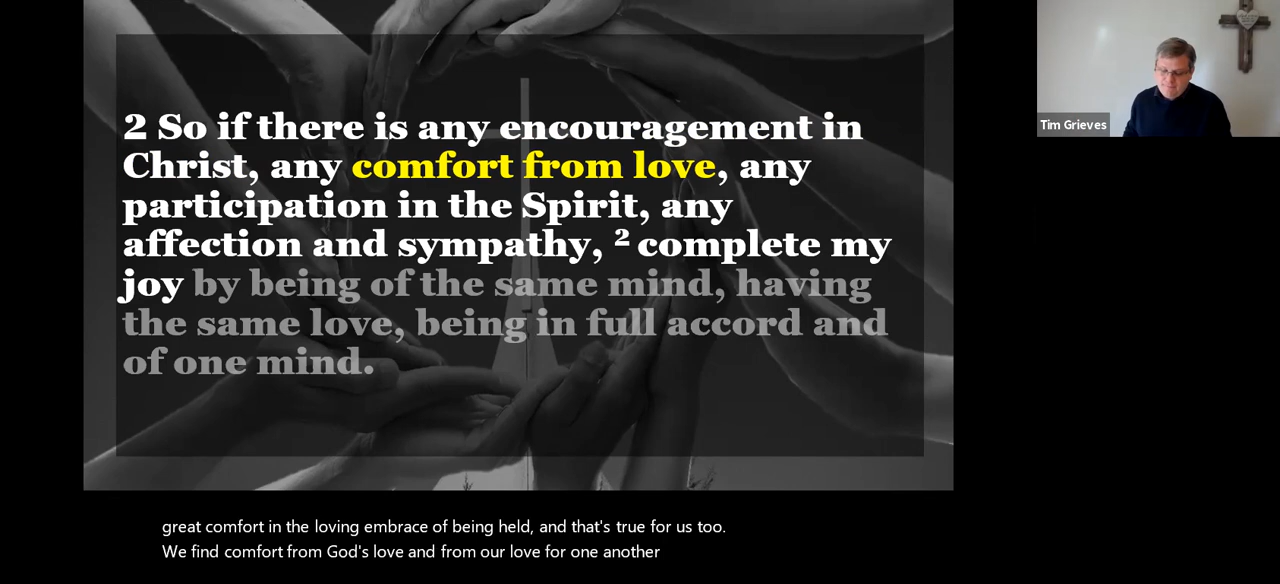 2 So if there is any encouragement in
Christ, any comfort from love, any
participation in the Spirit, any
affection and sympathy, ² complete my
joy by being of the same mind, having
the same love, being in full accord and
of one mind.
Tim Grieves
great comfort in the loving embrace of being held, and that's true for us too.
We find comfort from God's love and from our love for one another